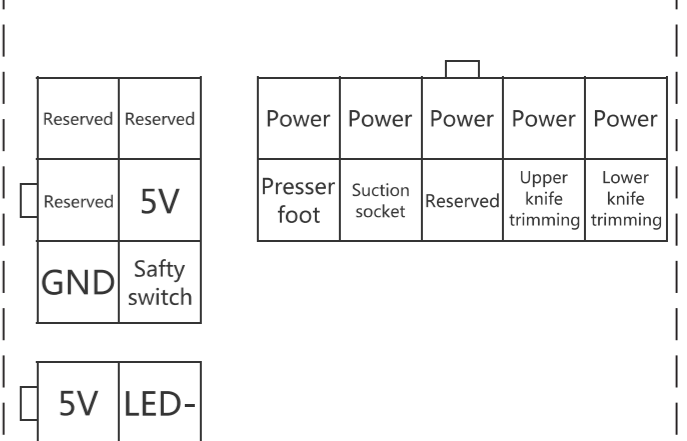 Reserved Reserved
Reserved 5V
GND Safty switch
5V LED-
Power Power Power Power Power
Presser foot Suction socket Reserved Upper knife trimming Lower knife trimming